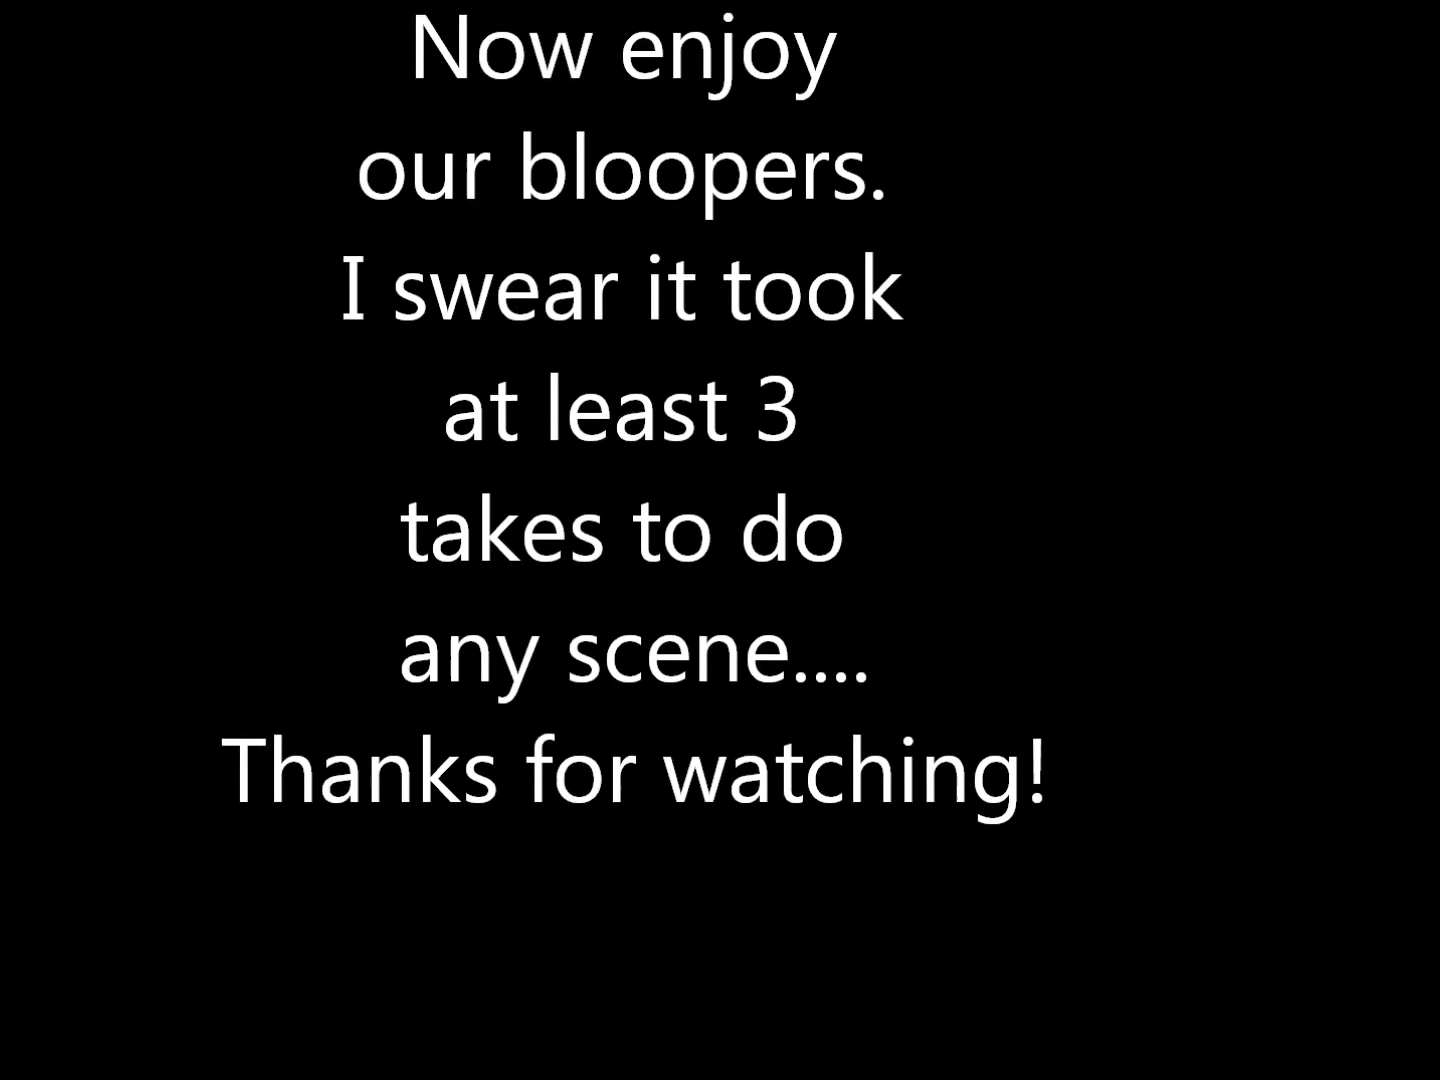 Now enjoy
our bloopers.
I swear it took
at least 3
takes to do
any scene....
Thanks for watching!